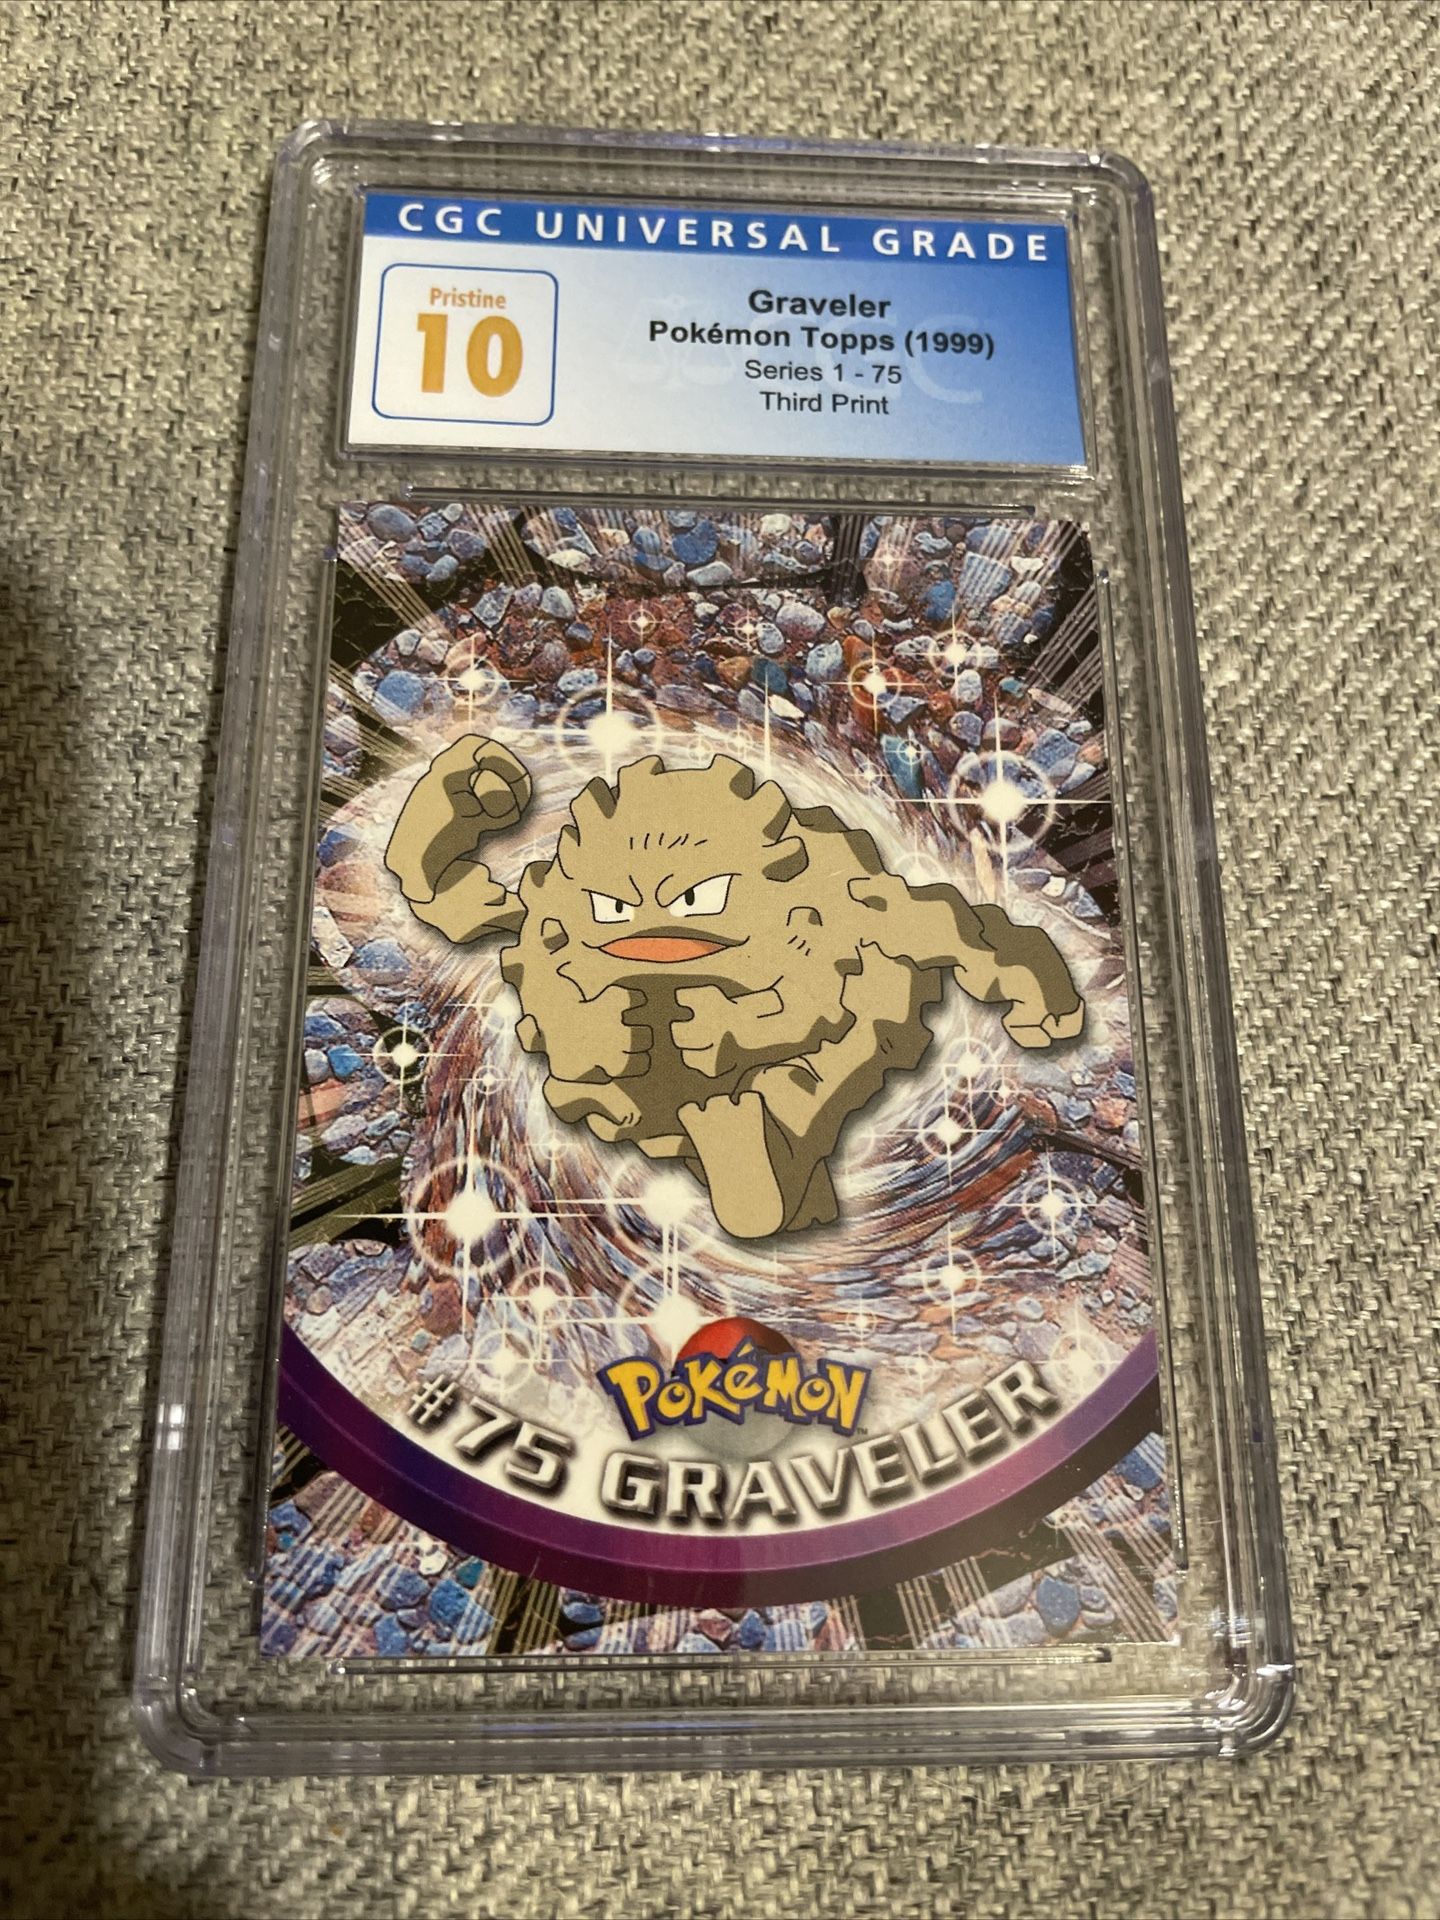 CGC UNIVERSAL GRADE
Pristine
10
Graveler
Pokémon Topps (1999)
Series 1 - 75
Third Print
POKéMON
#75 GRAVELER